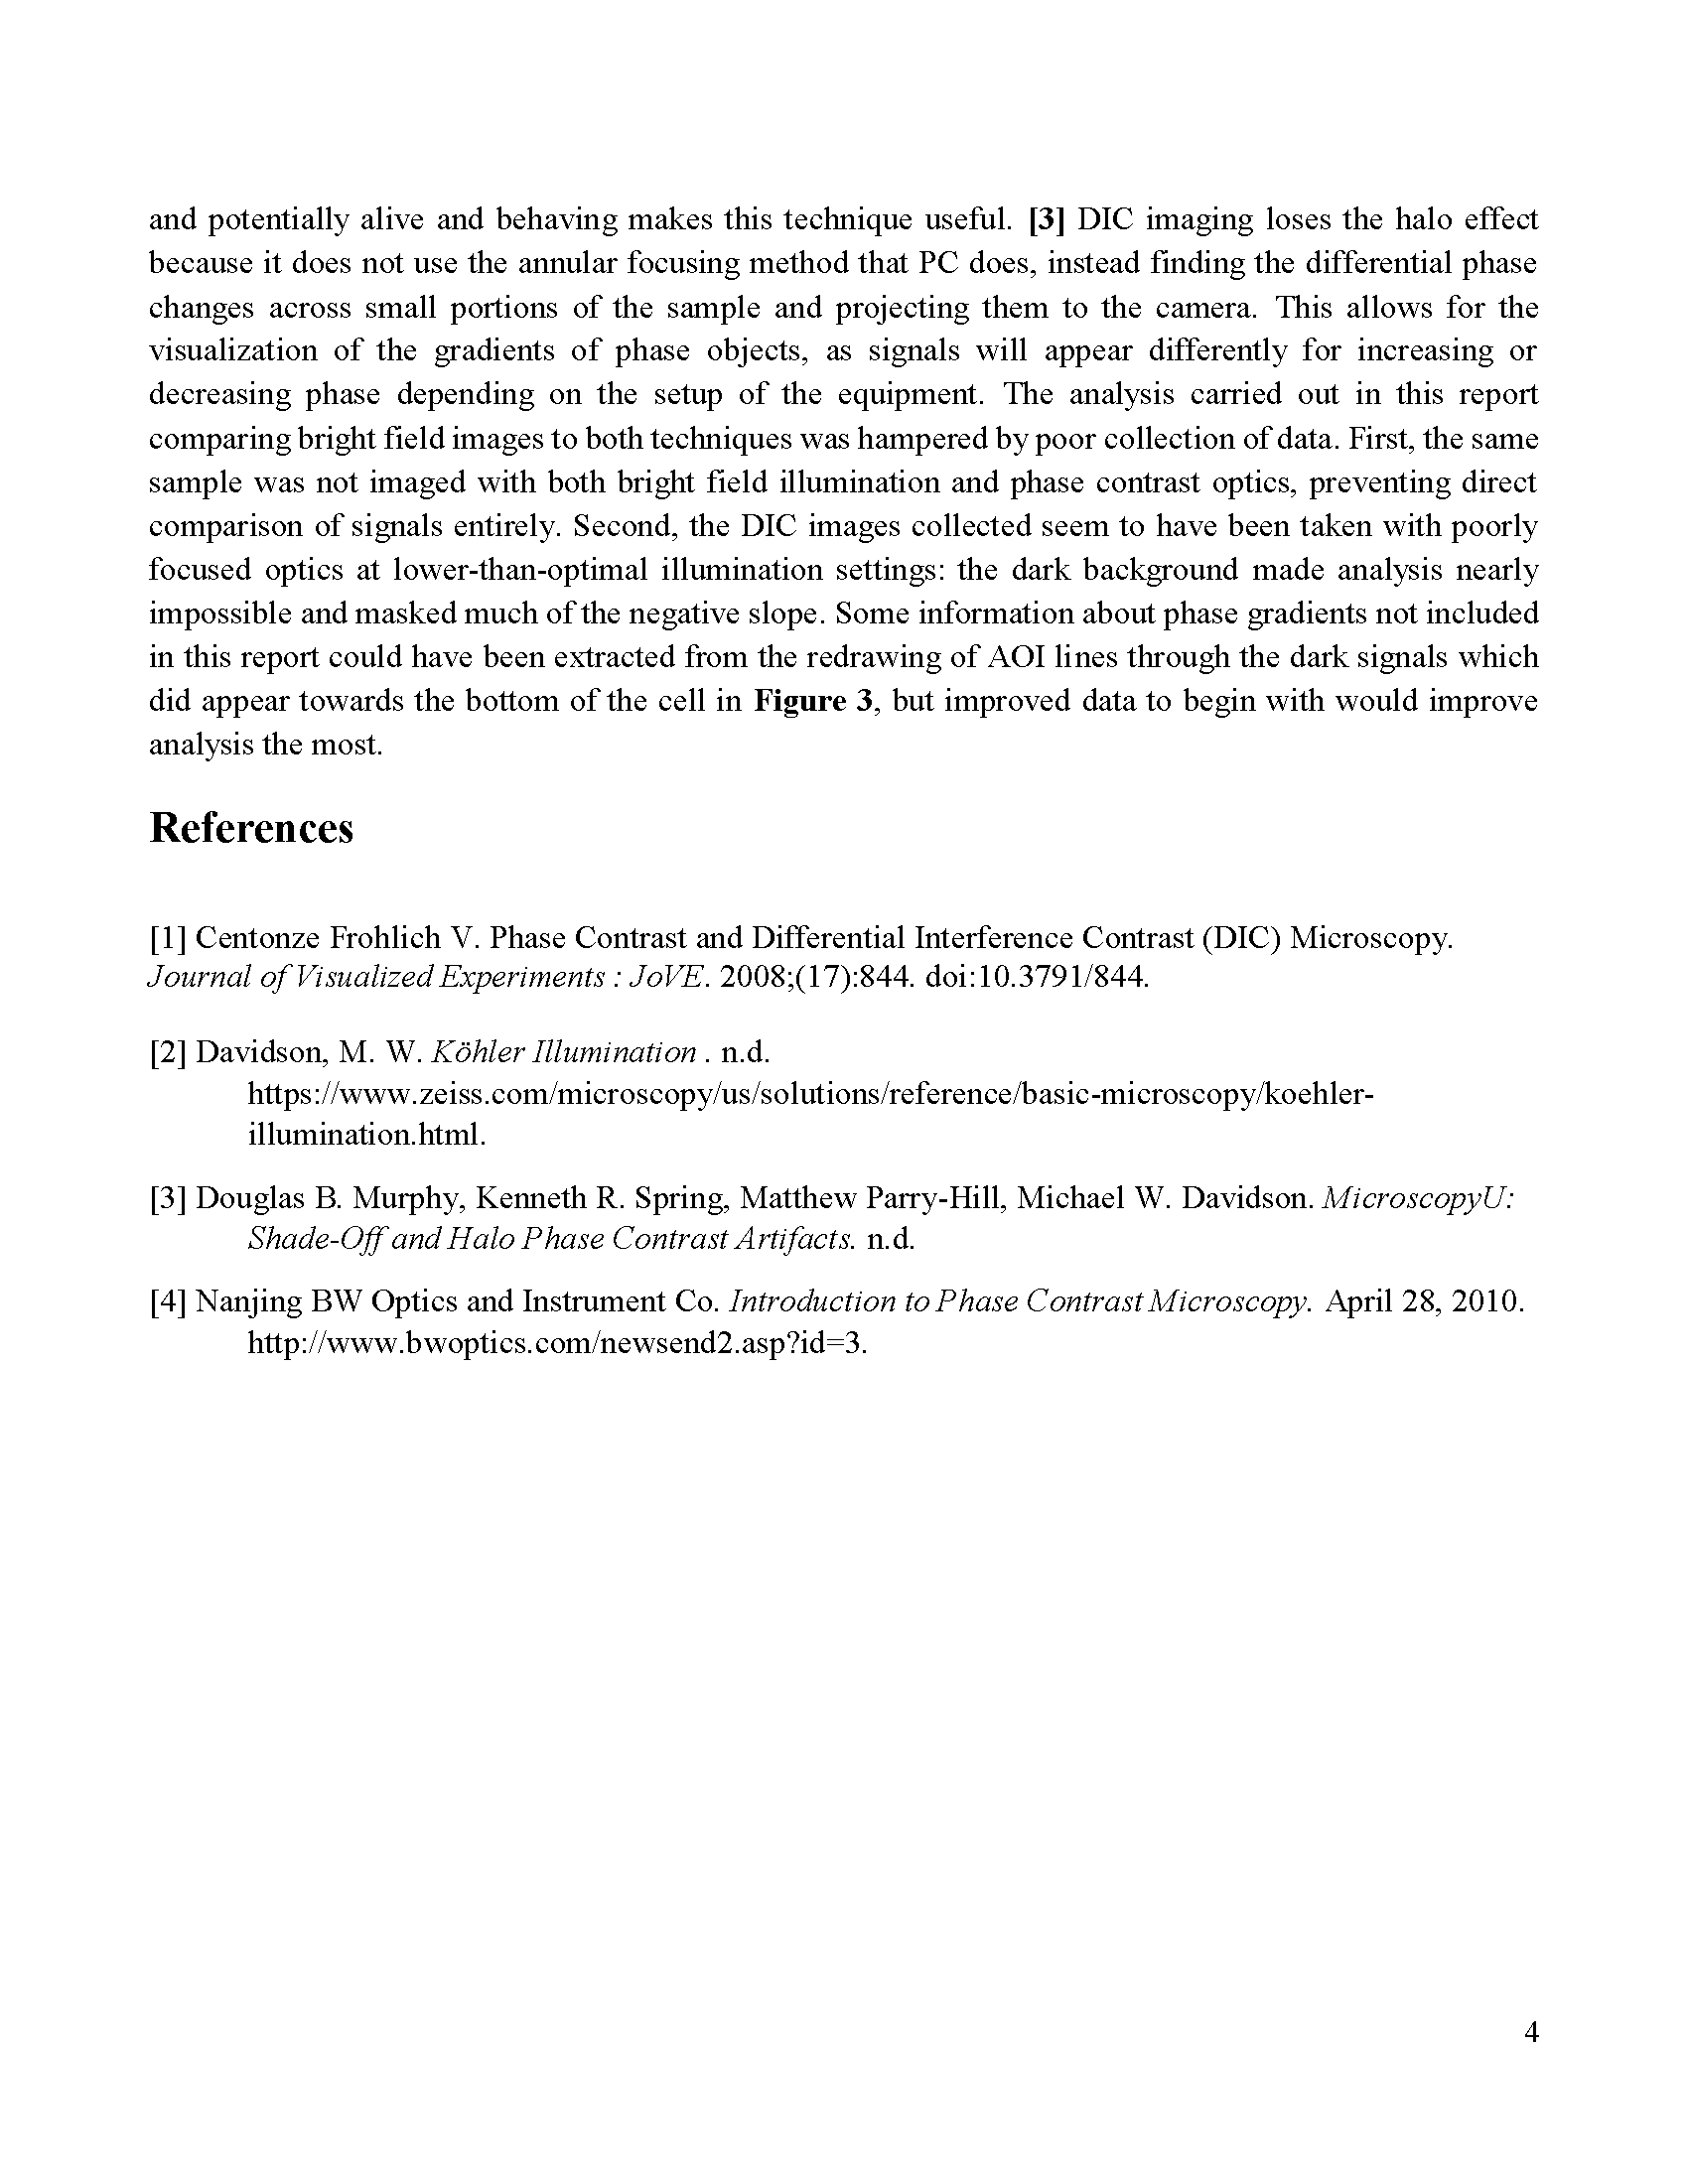 and potentially alive and behaving makes this technique useful. [3] DIC imaging loses the halo effect
because it does not use the annular focusing method that PC does, instead finding the differential phase
changes across small portions of the sample and projecting them to the camera. This allows for the
visualization of the gradients of phase objects, as signals will appear differently for increasing or
decreasing phase depending on the setup of the equipment. The analysis carried out in this report
comparing bright field images to both techniques was hampered by poor collection of data. First, the same
sample was not imaged with both bright field illumination and phase contrast optics, preventing direct
comparison of signals entirely. Second, the DIC images collected seem to have been taken with poorly
focused optics at lower-than-optimal illumination settings: the dark background made analysis nearly
impossible and masked much of the negative slope. Some information about phase gradients not included
in this report could have been extracted from the redrawing of AOI lines through the dark signals which
did appear towards the bottom of the cell in Figure 3, but improved data to begin with would improve
analysis the most.
References
[1] Centonze Frohlich V. Phase Contrast and Differential Interference Contrast (DIC) Microscopy.
Journal of Visualized Experiments : JoVE. 2008;(17):844. doi:10.3791/844.
[2] Davidson, M. W. Köhler Illumination . n.d.
https://www.zeiss.com/microscopy/us/solutions/reference/basic-microscopy/koehler-
illumination.html.
[3] Douglas B. Murphy, Kenneth R. Spring, Matthew Parry-Hill, Michael W. Davidson. MicroscopyU:
Shade-Off and Halo Phase Contrast Artifacts. n.d.
[4] Nanjing BW Optics and Instrument Co. Introduction to Phase Contrast Microscopy. April 28, 2010.
http://www.bwoptics.com/newsend2.asp?id=3.
4